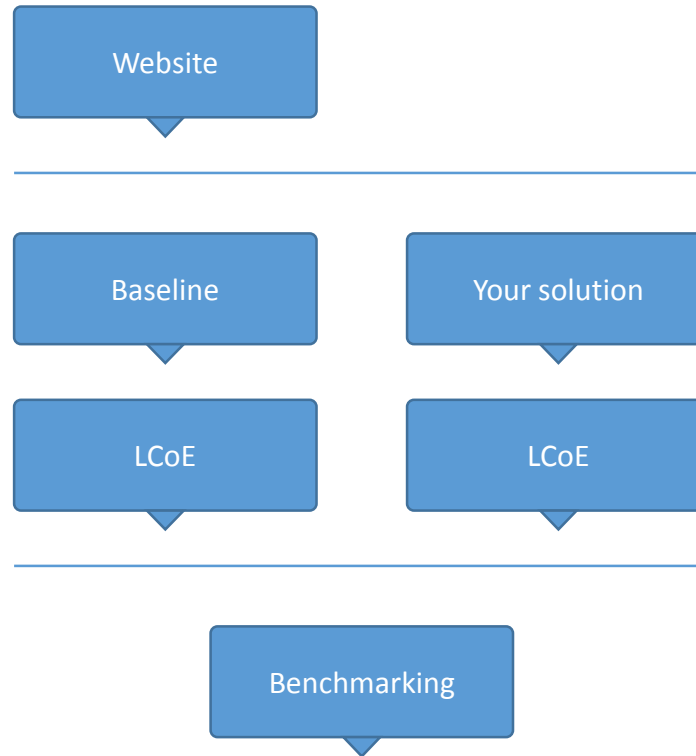 Website
Baseline
Your solution
LCoE
LCoE
Benchmarking